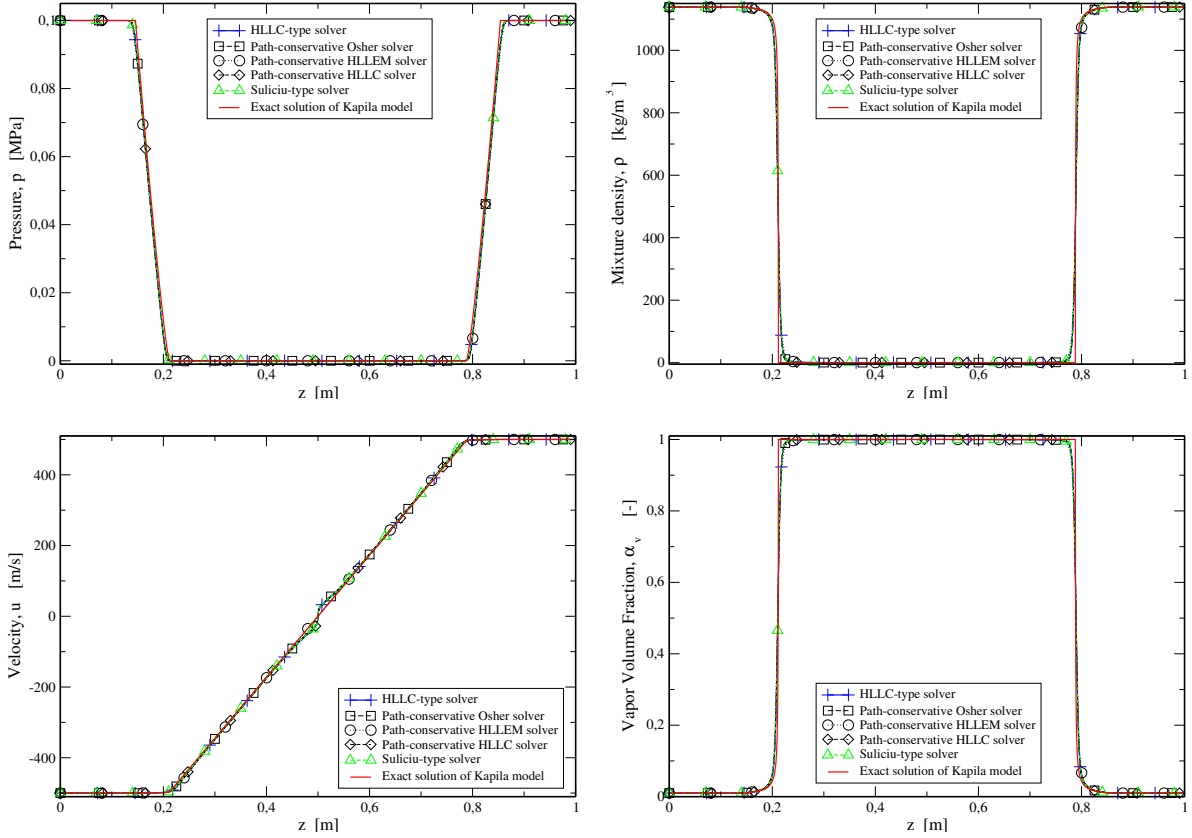 0,1
0,08
0,06
0,04
0,02
0
Pressure, p [MPa]
0
0,2
0,4
0,6
0,8
1
z [m]
HLLC-type solver
Path-conservative Osher solver
Path-conservative HLLEM solver
Path-conservative HLLC solver
Suliciu-type solver
Exact solution of Kapila model
1000
800
600
400
200
0
Mixture density, ρ [kg/m³]
0
0,2
0,4
0,6
0,8
1
z [m]
HLLC-type solver
Path-conservative Osher solver
Path-conservative HLLEM solver
Path-conservative HLLC solver
Suliciu-type solver
Exact solution of Kapila model
400
200
0
-200
-400
Velocity, u [m/s]
0
0,2
0,4
0,6
0,8
1
z [m]
HLLC-type solver
Path-conservative Osher solver
Path-conservative HLLEM solver
Path-conservative HLLC solver
Suliciu-type solver
Exact solution of Kapila model
1
0,8
0,6
0,4
0,2
0
Vapor Volume Fraction, α_v [-]
0
0,2
0,4
0,6
0,8
1
z [m]
HLLC-type solver
Path-conservative Osher solver
Path-conservative HLLEM solver
Path-conservative HLLC solver
Suliciu-type solver
Exact solution of Kapila model